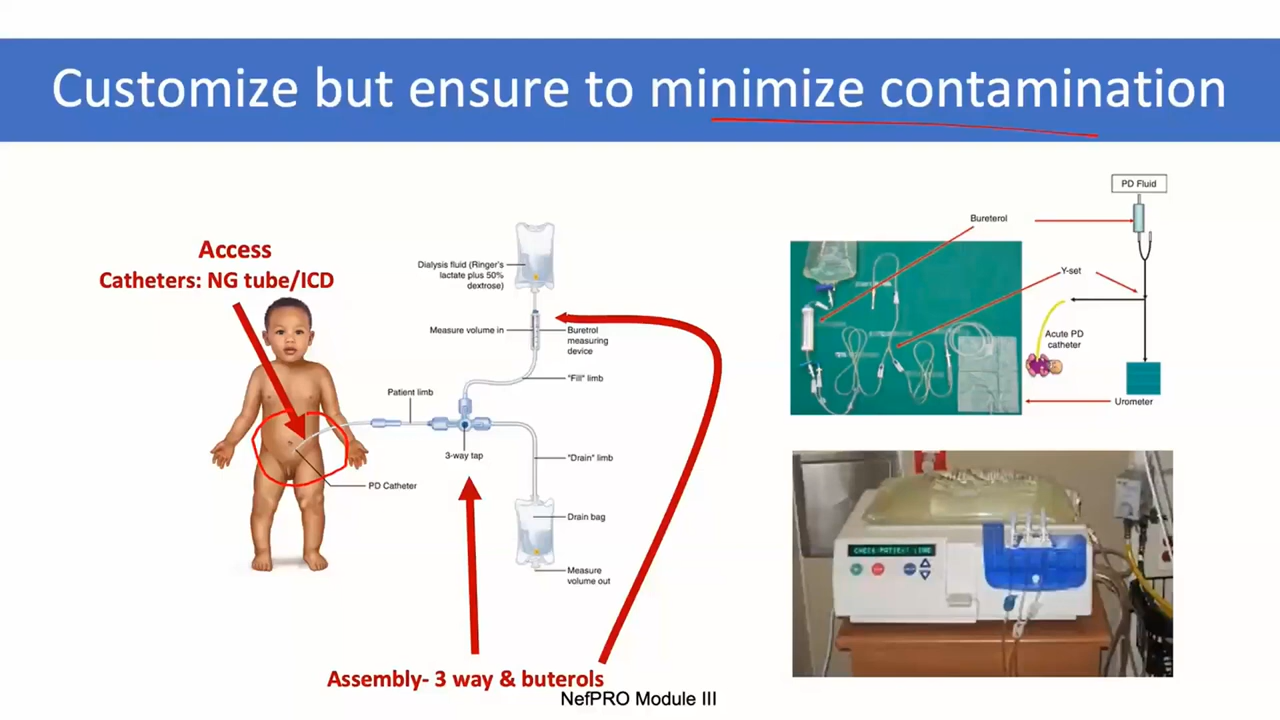 Customize but ensure to minimize contamination
Access
Catheters: NG tube/ICD
Dialysis fluid (Ringer's
lactate plus 50%
dextrose)
Measure volume in
Buretrol
measuring
device
"Fill" limb
Patient limb
3-way tap
"Drain" limb
PD Catheter
Drain bag
Measure
volume out
Assembly- 3 way & buterols
NefPRO Module III
PD Fluid
Bureterol
Y-set
Acute PD
catheter
Urometer
CHECK PATIENT LINE